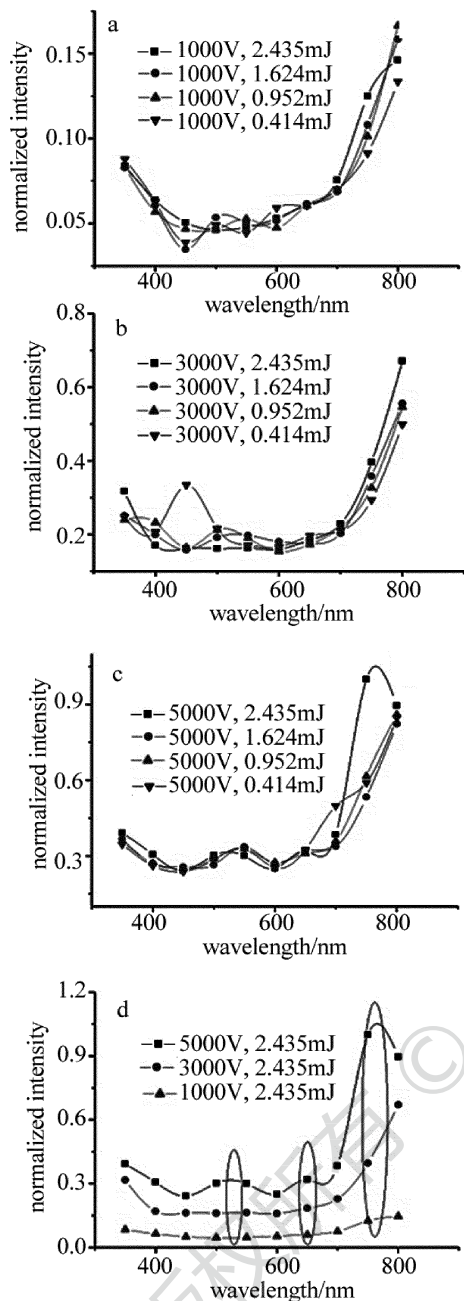 a
0.15
0.10
0.05
normalized intensity
1000V, 2.435mJ
1000V, 1.624mJ
1000V, 0.952mJ
1000V, 0.414mJ
400 600 800
wavelength/nm
b
0.8
0.6
0.4
0.2
normalized intensity
3000V, 2.435mJ
3000V, 1.624mJ
3000V, 0.952mJ
3000V, 0.414mJ
400 600 800
wavelength/nm
c
0.9
0.6
0.3
normalized intensity
5000V, 2.435mJ
5000V, 1.624mJ
5000V, 0.952mJ
5000V, 0.414mJ
400 600 800
wavelength/nm
d
1.2
0.9
0.6
0.3
0.0
normalized intensity
5000V, 2.435mJ
3000V, 2.435mJ
1000V, 2.435mJ
400 600 800
wavelength/nm
版权所有 ©